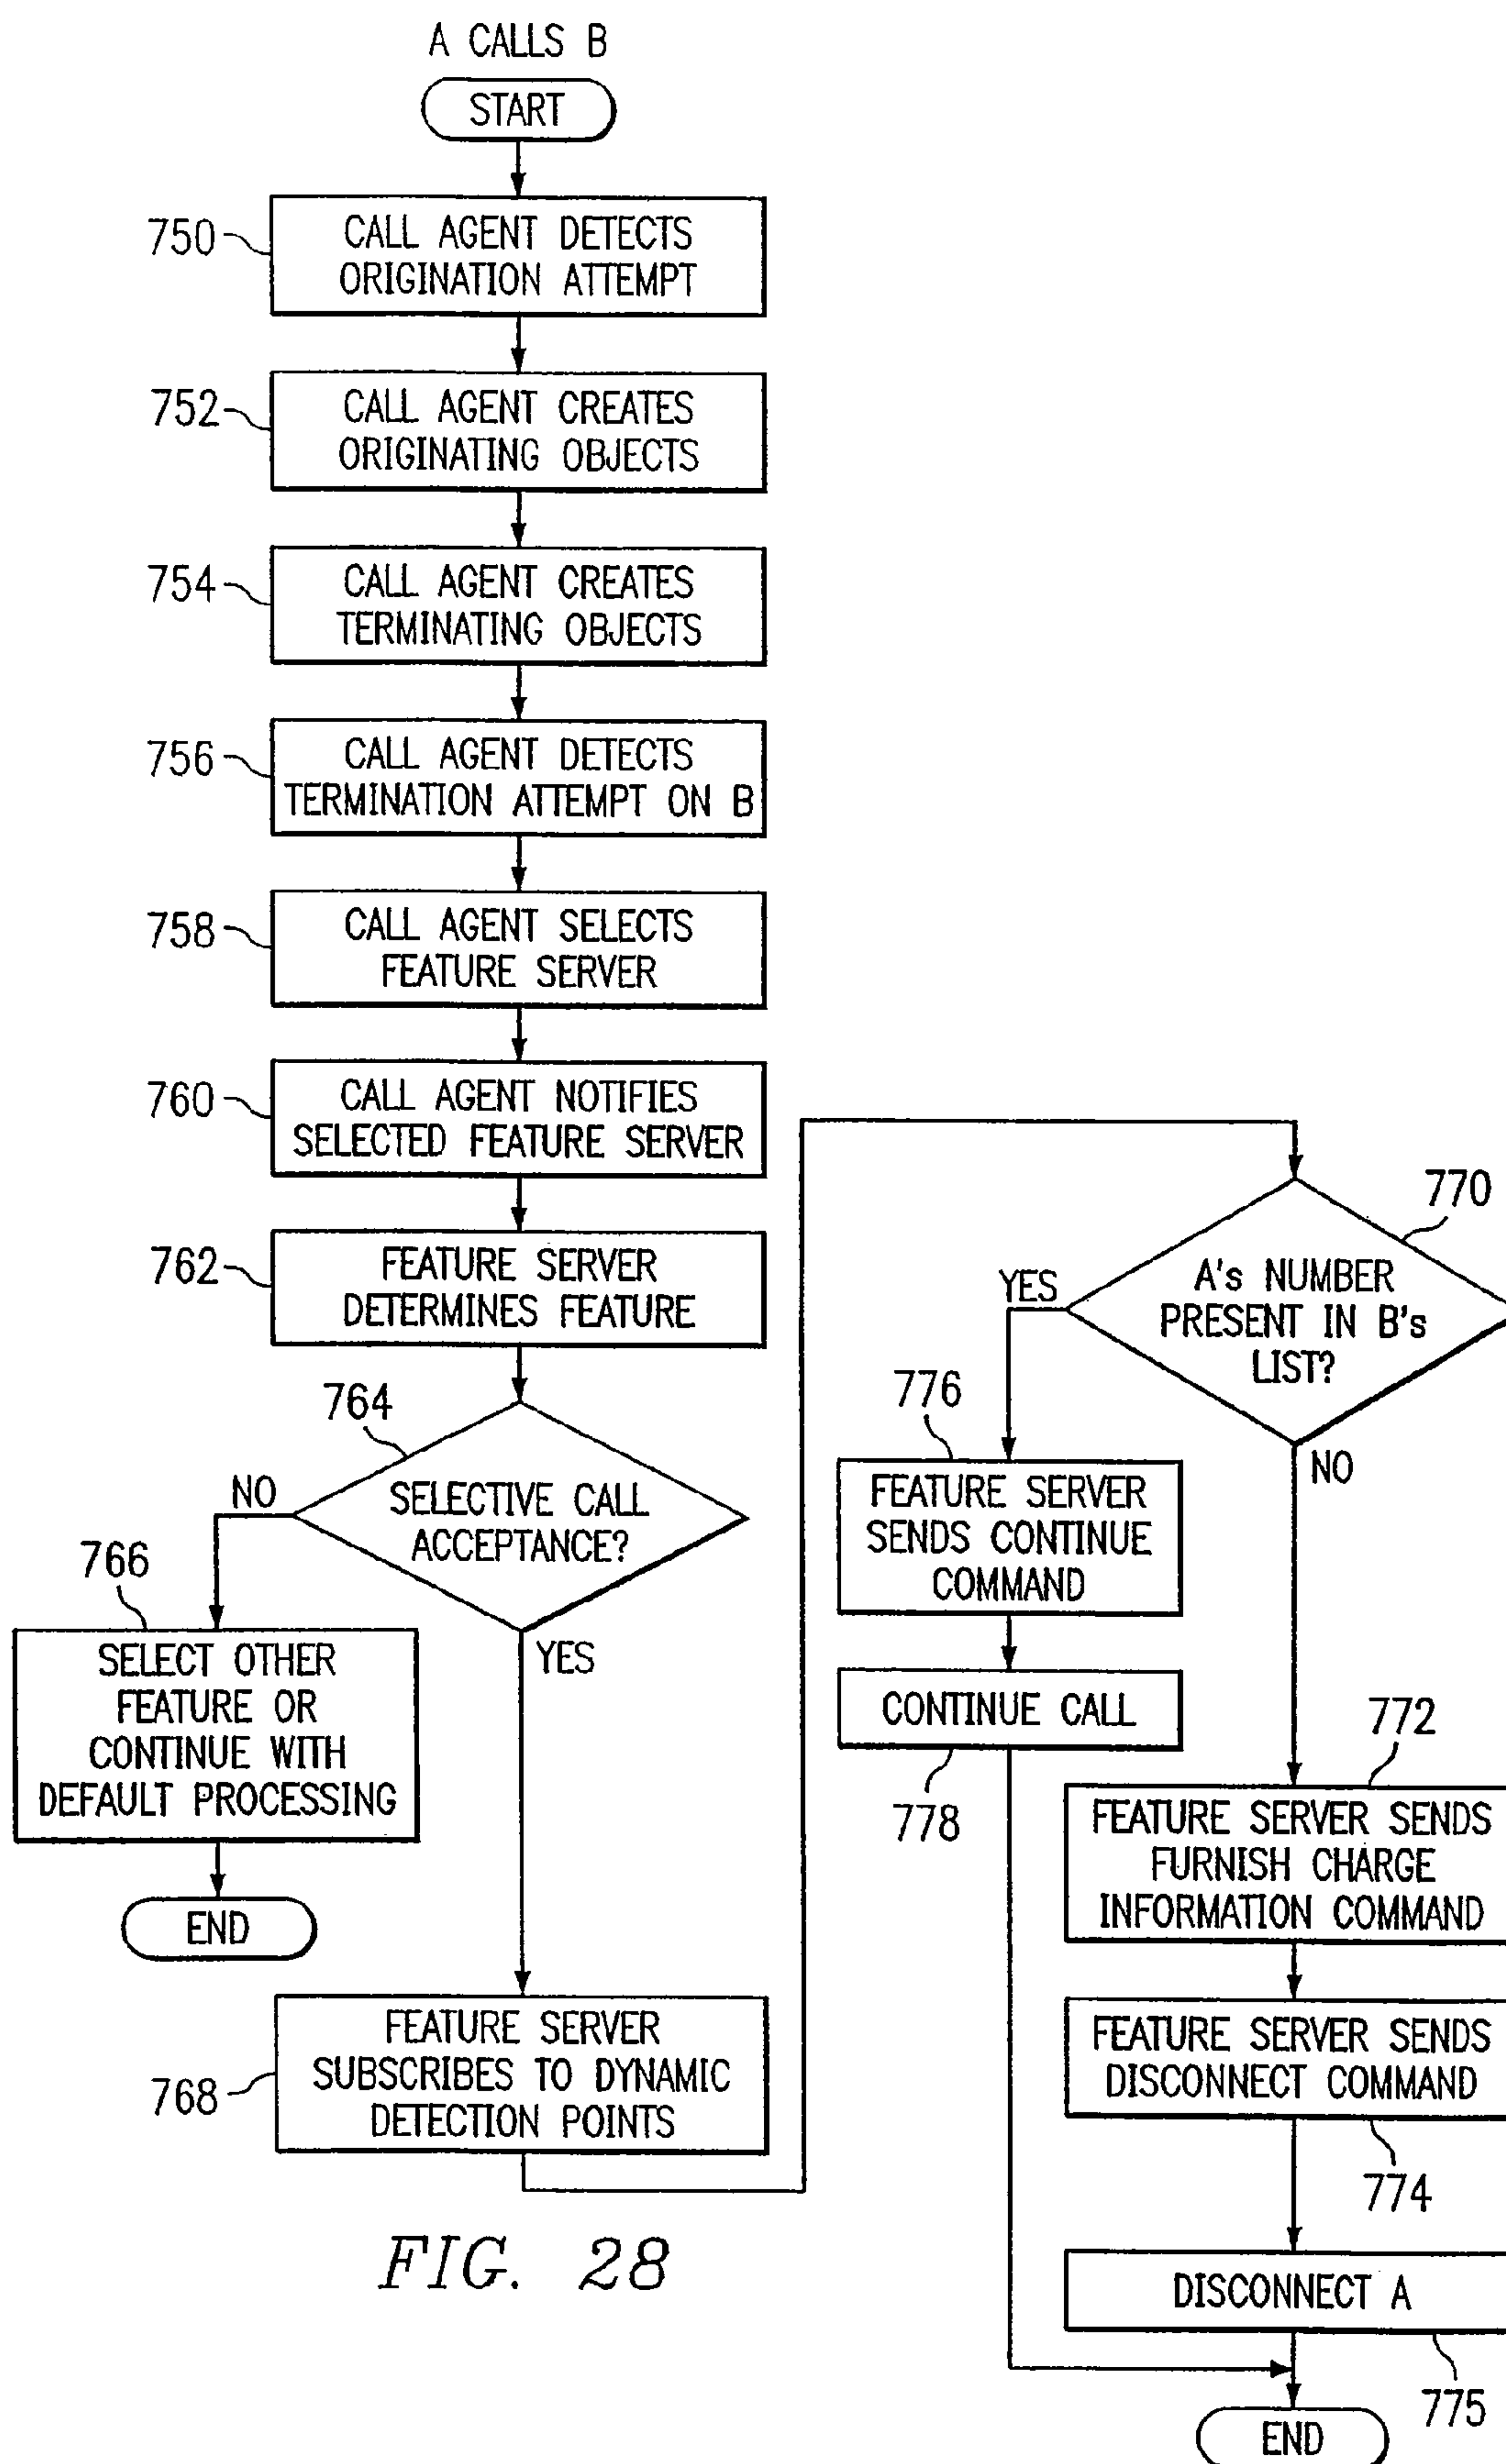 A CALLS B
START
750
CALL AGENT DETECTS
ORIGINATION ATTEMPT
752
CALL AGENT CREATES
ORIGINATING OBJECTS
754
CALL AGENT CREATES
TERMINATING OBJECTS
756
CALL AGENT DETECTS
TERMINATION ATTEMPT ON B
758
CALL AGENT SELECTS
FEATURE SERVER
760
CALL AGENT NOTIFIES
SELECTED FEATURE SERVER
762
FEATURE SERVER
DETERMINES FEATURE
764
SELECTIVE CALL
ACCEPTANCE?
NO
YES
766
SELECT OTHER
FEATURE OR
CONTINUE WITH
DEFAULT PROCESSING
END
768
FEATURE SERVER
SUBSCRIBES TO DYNAMIC
DETECTION POINTS
770
A's NUMBER
PRESENT IN B's
LIST?
YES
NO
776
FEATURE SERVER
SENDS CONTINUE
COMMAND
CONTINUE CALL
778
772
FEATURE SERVER SENDS
FURNISH CHARGE
INFORMATION COMMAND
FEATURE SERVER SENDS
DISCONNECT COMMAND
774
DISCONNECT A
775
END
FIG. 28